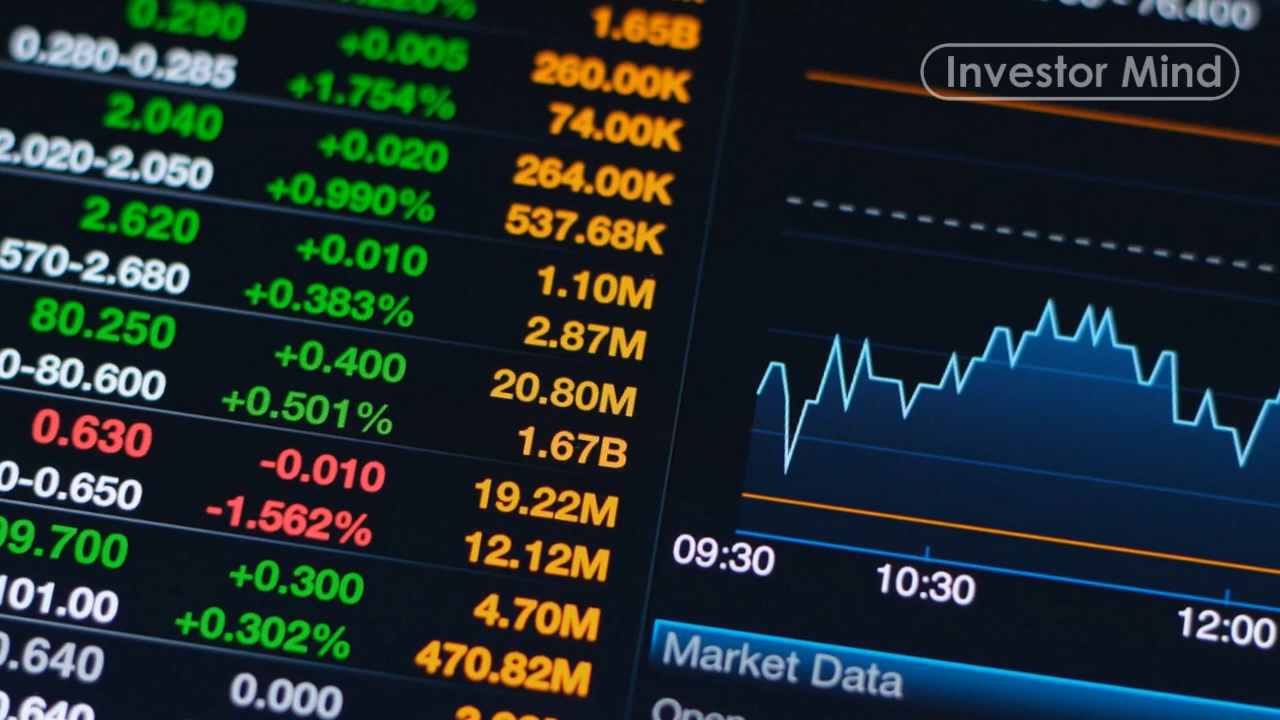 0.290
+0.005
1.65B
0.280-0.285
+1.754%
260.00K
2.040
+0.020
74.00K
2.020-2.050
+0.990%
264.00K
2.620
+0.010
537.68K
570-2.680
+0.383%
1.10M
80.250
+0.400
2.87M
0-80.600
+0.501%
20.80M
0.630
-0.010
1.67B
0-0.650
-1.562%
19.22M
99.700
+0.300
12.12M
101.00
+0.302%
4.70M
0.640
0.000
470.82M
0.640
76.400
Investor Mind
09:30
10:30
12:00
Market Data
Open